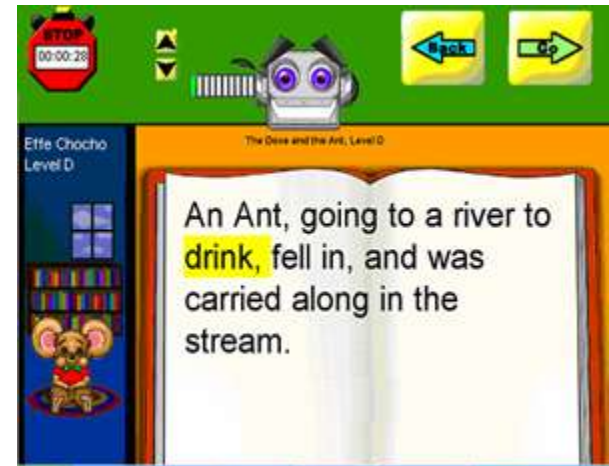 STOP
00:00:28
Back
Go
Effe Chocho
Level D
The Dove and the Ant, Level D
An Ant, going to a river to
drink, fell in, and was
carried along in the
stream.